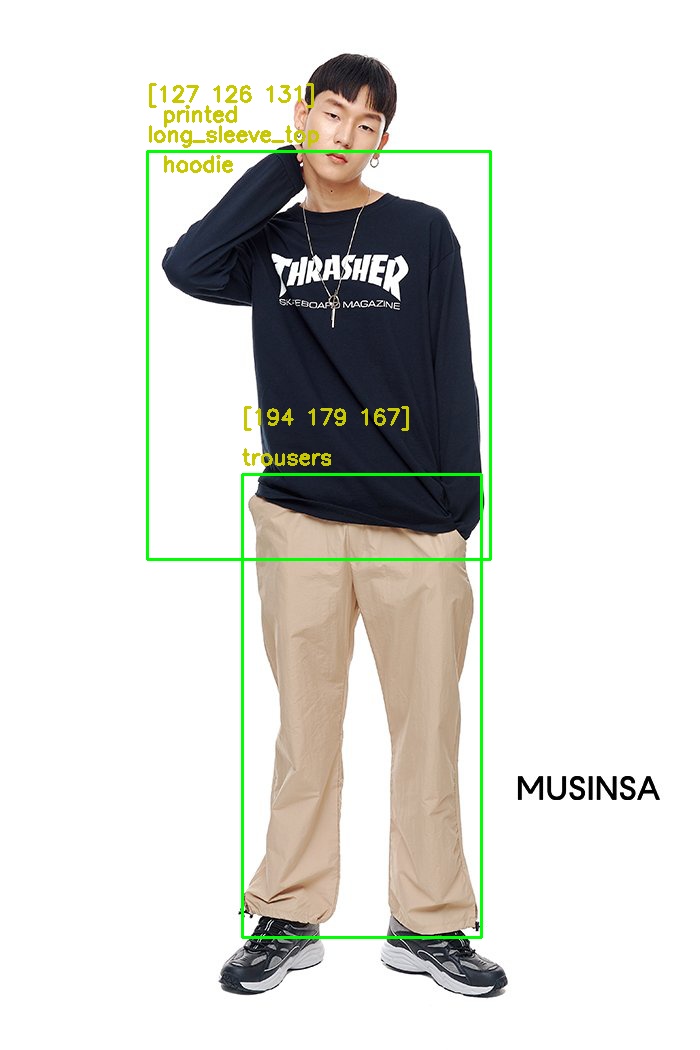 [127 126 131]
printed
long_sleeve_top
hoodie
THRASHER
SKATEBOARD MAGAZINE
[194 179 167]
trousers
MUSINSA